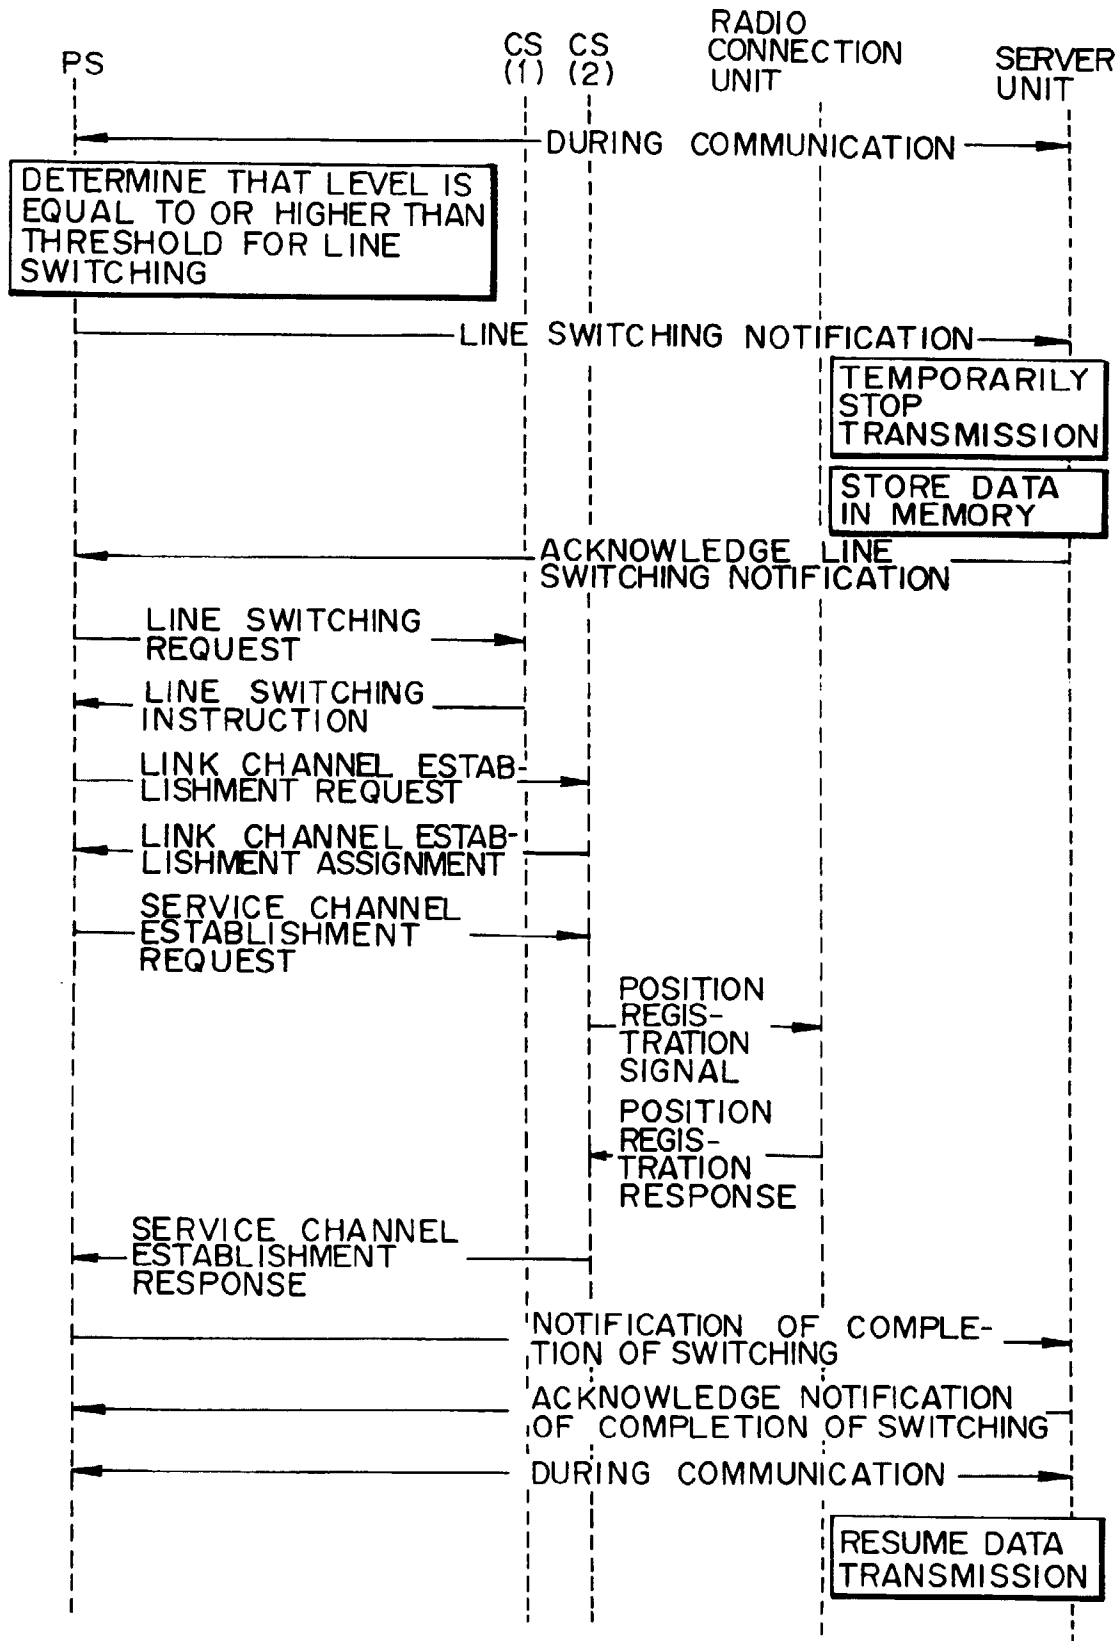 PS
CS
(1)
CS
(2)
RADIO
CONNECTION
UNIT
SERVER
UNIT
DURING COMMUNICATION
DETERMINE THAT LEVEL IS
EQUAL TO OR HIGHER THAN
THRESHOLD FOR LINE
SWITCHING
LINE SWITCHING NOTIFICATION
TEMPORARILY
STOP
TRANSMISSION
STORE DATA
IN MEMORY
ACKNOWLEDGE LINE
SWITCHING NOTIFICATION
LINE SWITCHING
REQUEST
LINE SWITCHING
INSTRUCTION
LINK CHANNEL ESTAB-
LISHMENT REQUEST
LINK CHANNEL ESTAB-
LISHMENT ASSIGNMENT
SERVICE CHANNEL
ESTABLISHMENT
REQUEST
POSITION
REGIS-
TRATION
SIGNAL
POSITION
REGIS-
TRATION
RESPONSE
SERVICE CHANNEL
ESTABLISHMENT
RESPONSE
NOTIFICATION OF COMPLE-
TION OF SWITCHING
ACKNOWLEDGE NOTIFICATION
OF COMPLETION OF SWITCHING
DURING COMMUNICATION
RESUME DATA
TRANSMISSION